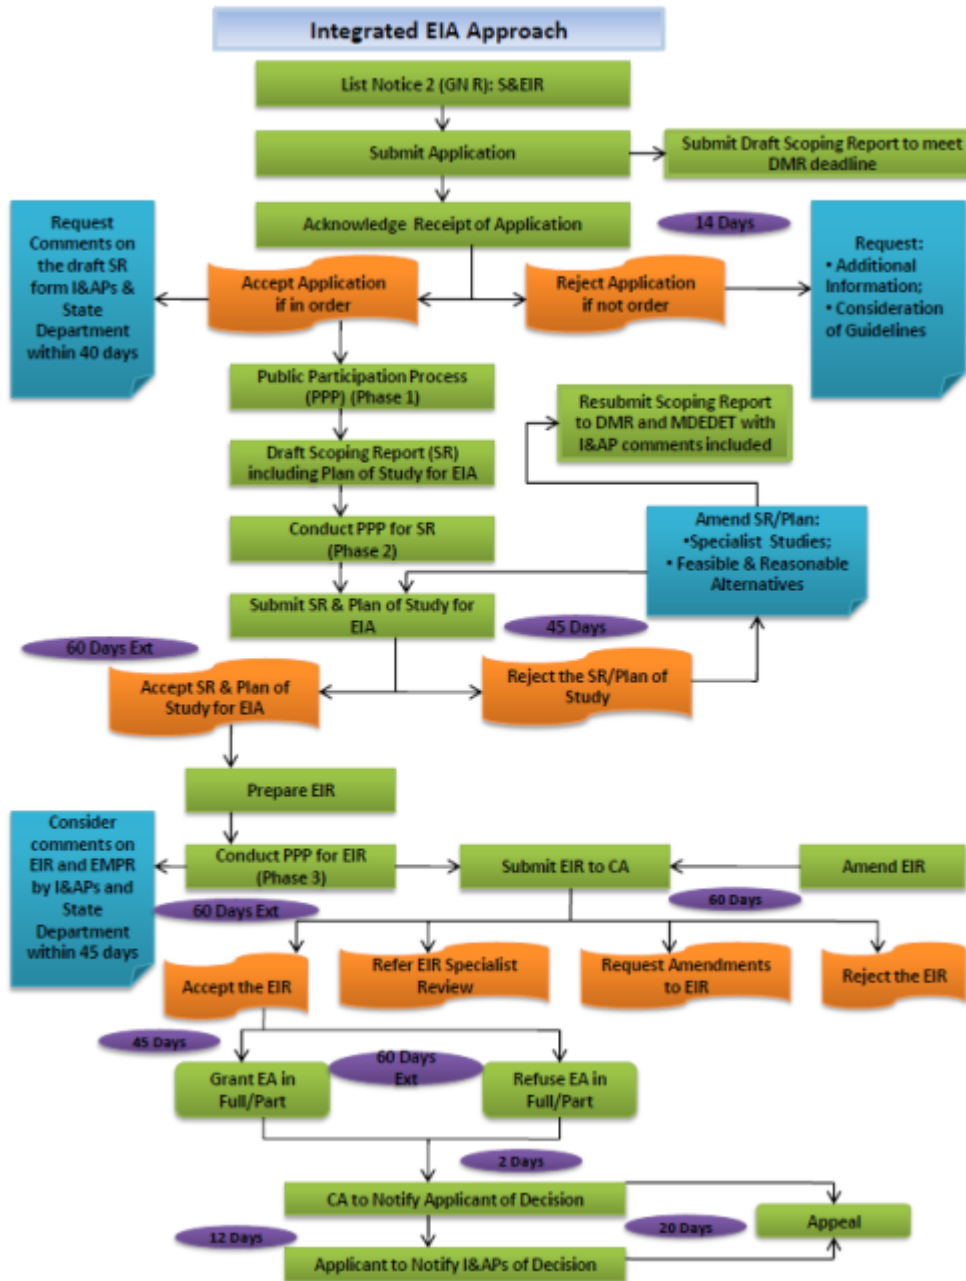 Integrated EIA Approach
List Notice 2 (GN R): S&EIR
Submit Application
Submit Draft Scoping Report to meet
DMR deadline
Acknowledge Receipt of Application
14 Days
Request
Comments on
the draft SR
form I&APs &
State
Department
within 40 days
Accept Application
if in order
Reject Application
if not order
Request:
• Additional
Information;
• Consideration
of Guidelines
Public Participation Process
(PPP) (Phase 1)
Resubmit Scoping Report
to DMR and MDEDET with
I&AP comments included
Draft Scoping Report (SR)
including Plan of Study for EIA
Conduct PPP for SR
(Phase 2)
Amend SR/Plan:
•Specialist Studies;
• Feasible & Reasonable
Alternatives
Submit SR & Plan of Study for
EIA
45 Days
60 Days Ext
Accept SR & Plan of
Study for EIA
Reject the SR/Plan of
Study
Prepare EIR
Consider
comments on
EIR and EMPR
by I&APs and
State
Department
within 45 days
Conduct PPP for EIR
(Phase 3)
Submit EIR to CA
Amend EIR
60 Days Ext
60 Days
Accept the EIR
Refer EIR Specialist
Review
Request Amendments
to EIR
Reject the EIR
45 Days
Grant EA in
Full/Part
60 Days
Ext
Refuse EA in
Full/Part
2 Days
CA to Notify Applicant of Decision
12 Days
20 Days
Appeal
Applicant to Notify I&APs of Decision